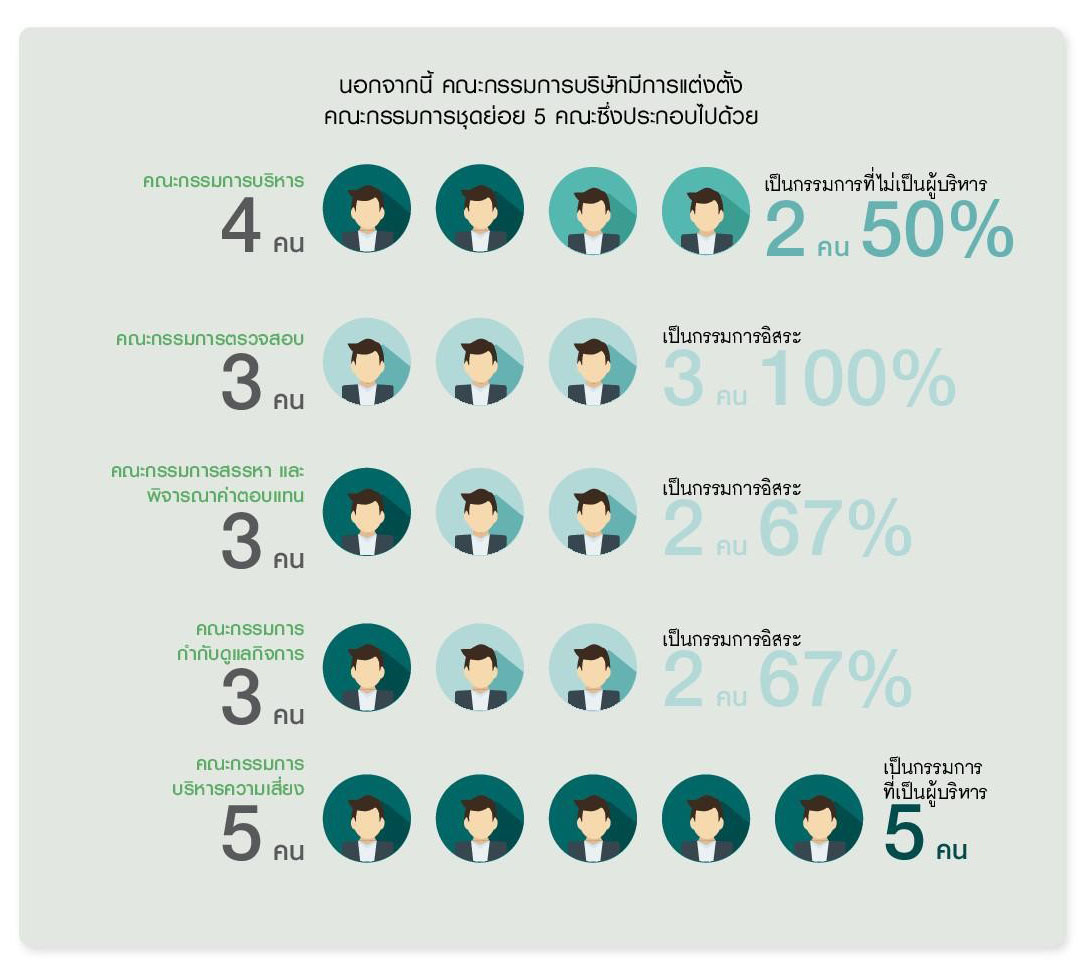 นอกจากนี้ คณะกรรมการบริษัทมีการแต่งตั้ง
คณะกรรมการชุดย่อย 5 คณะซึ่งประกอบไปด้วย
คณะกรรมการบริหาร
4 คน
เป็นกรรมการที่ไม่เป็นผู้บริหาร
2 คน 50%
คณะกรรมการตรวจสอบ
3 คน
เป็นกรรมการอิสระ
3 คน 100%
คณะกรรมการสรรหา และ
พิจารณาค่าตอบแทน
3 คน
เป็นกรรมการอิสระ
2 คน 67%
คณะกรรมการ
กำกับดูแลกิจการ
3 คน
เป็นกรรมการอิสระ
2 คน 67%
คณะกรรมการ
บริหารความเสี่ยง
5 คน
เป็นกรรมการ
ที่เป็นผู้บริหาร
5 คน